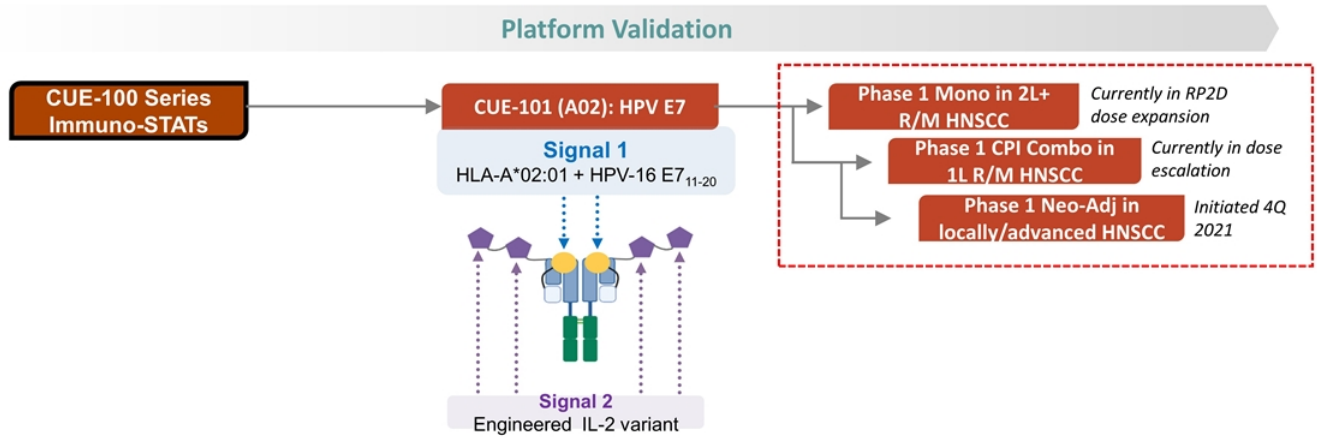 Platform Validation
CUE-100 Series
Immuno-STATs
CUE-101 (A02): HPV E7
Signal 1
HLA-A*02:01 + HPV-16 E7₁₁₋₂₀
Signal 2
Engineered IL-2 variant
Phase 1 Mono in 2L+
R/M HNSCC
Currently in RP2D
dose expansion
Phase 1 CPI Combo in
1L R/M HNSCC
Currently in dose
escalation
Phase 1 Neo-Adj in
locally/advanced HNSCC
Initiated 4Q
2021